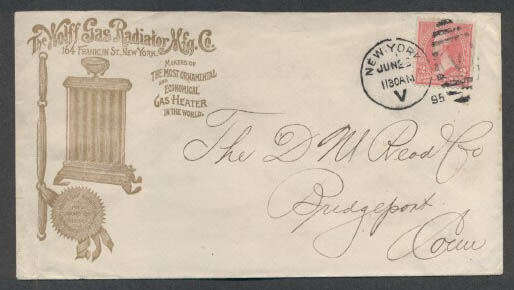 The Wolff Gas Radiator Mfg. Co.
164 FRANKLIN ST. NEW YORK.
MAKERS OF
THE MOST ORNAMENTAL
AND
ECONOMICAL
GAS HEATER
IN THE WORLD.
NEW YORK
JUNE
1130AM
V
95
The D M Read Co
Bridgeport
Conn